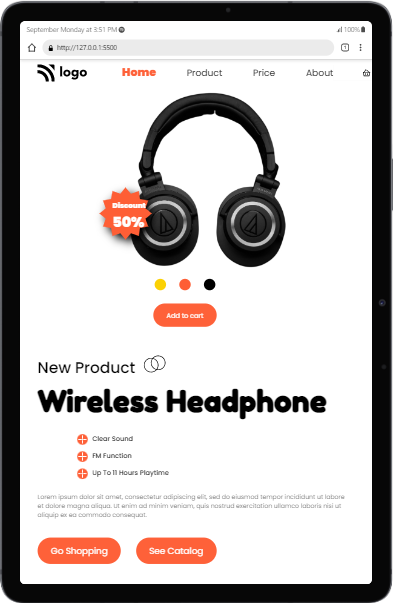 September Monday at 3:51 PM
100%
http://127.0.0.1:5500
1
logo Home Product Price About
Discount
50%
Add to cart
New Product
Wireless Headphone
Clear Sound
FM Function
Up To 11 Hours Playtime
Lorem ipsum dolor sit amet, consectetur adipiscing elit, sed do eiusmod tempor incididunt ut labore
et dolore magna aliqua. Ut enim ad minim veniam, quis nostrud exercitation ullamco laboris nisi ut
aliquip ex ea commodo consequat.
Go Shopping See Catalog